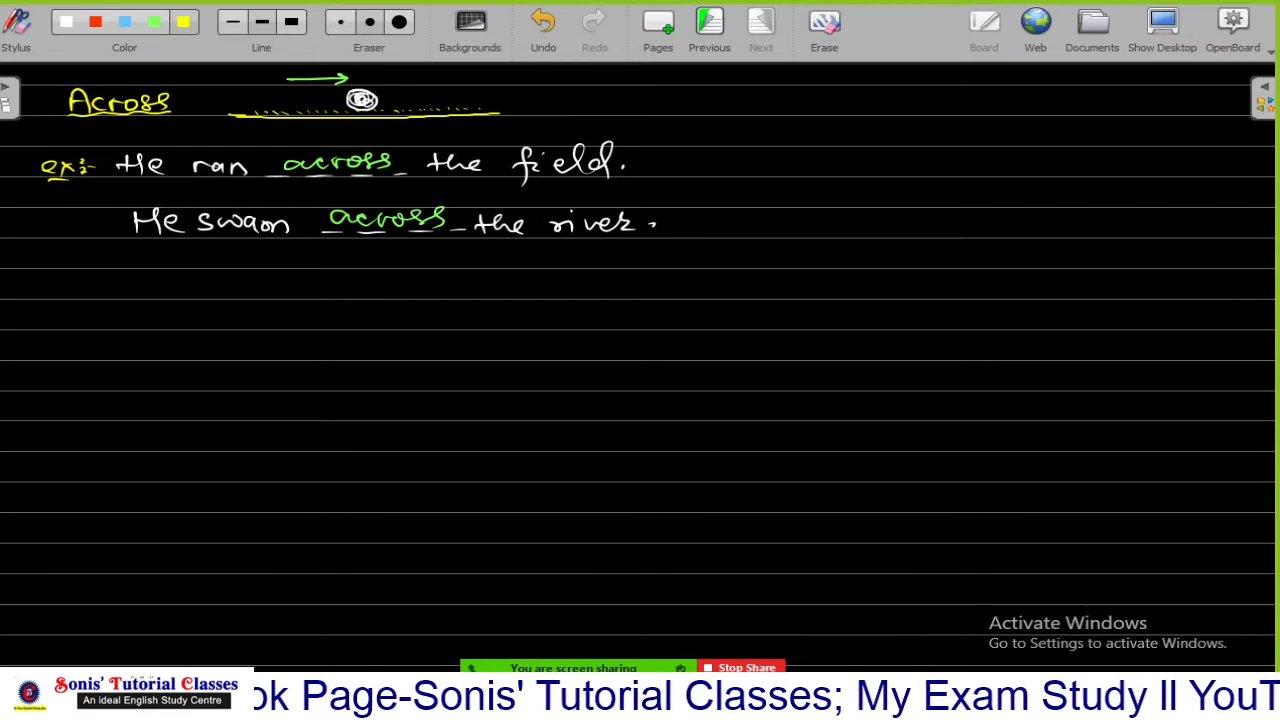 Stylus Color Line Eraser Backgrounds Undo Redo Pages Previous Next Erase Board Web Documents Show Desktop OpenBoard
Across
ex:- He ran across the field.
He swam across the river.
Activate Windows
Go to Settings to activate Windows.
You are screen sharing Stop Share
Sonis' Tutorial Classes
An ideal English Study Centre
ok Page-Sonis' Tutorial Classes; My Exam Study ll YouT